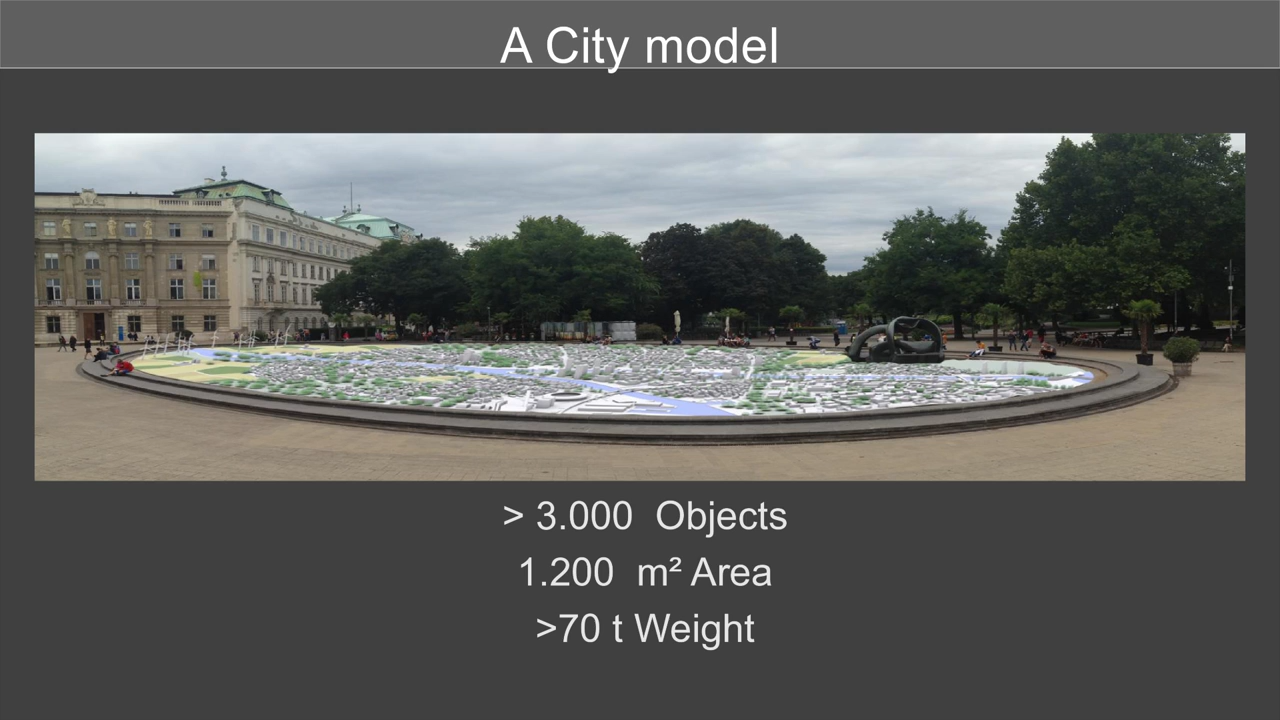 A City model
> 3.000 Objects
1.200 m² Area
>70 t Weight